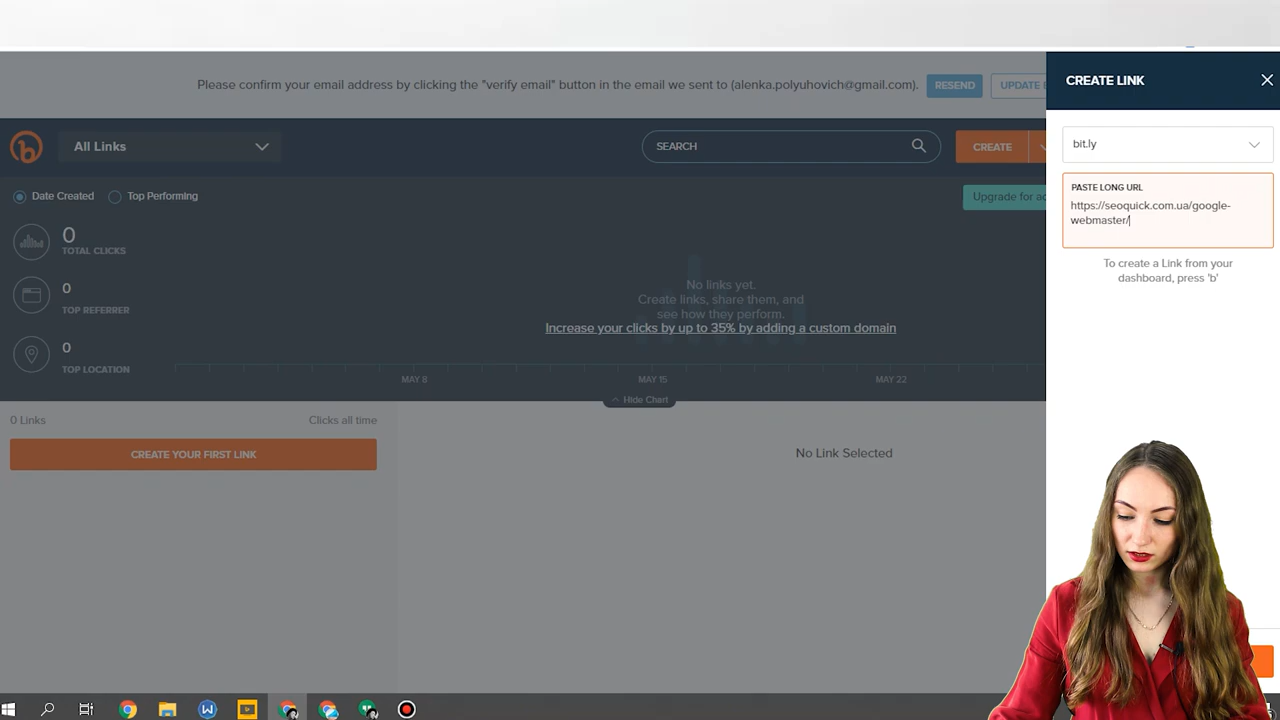 Please confirm your email address by clicking the "verify email" button in the email we sent to (alenka.polyuhovich@gmail.com).
RESEND
UPDATE
CREATE LINK
All Links
SEARCH
CREATE
bit.ly
Date Created
Top Performing
Upgrade for
PASTE LONG URL
https://seoquick.com.ua/google-
webmaster/
To create a Link from your
dashboard, press 'b'
0
TOTAL CLICKS
0
TOP REFERRER
0
TOP LOCATION
No links yet.
Create links, share them, and
see how they perform.
Increase your clicks by up to 35% by adding a custom domain
MAY 8
MAY 15
MAY 22
Hide Chart
0 Links
Clicks all time
CREATE YOUR FIRST LINK
No Link Selected